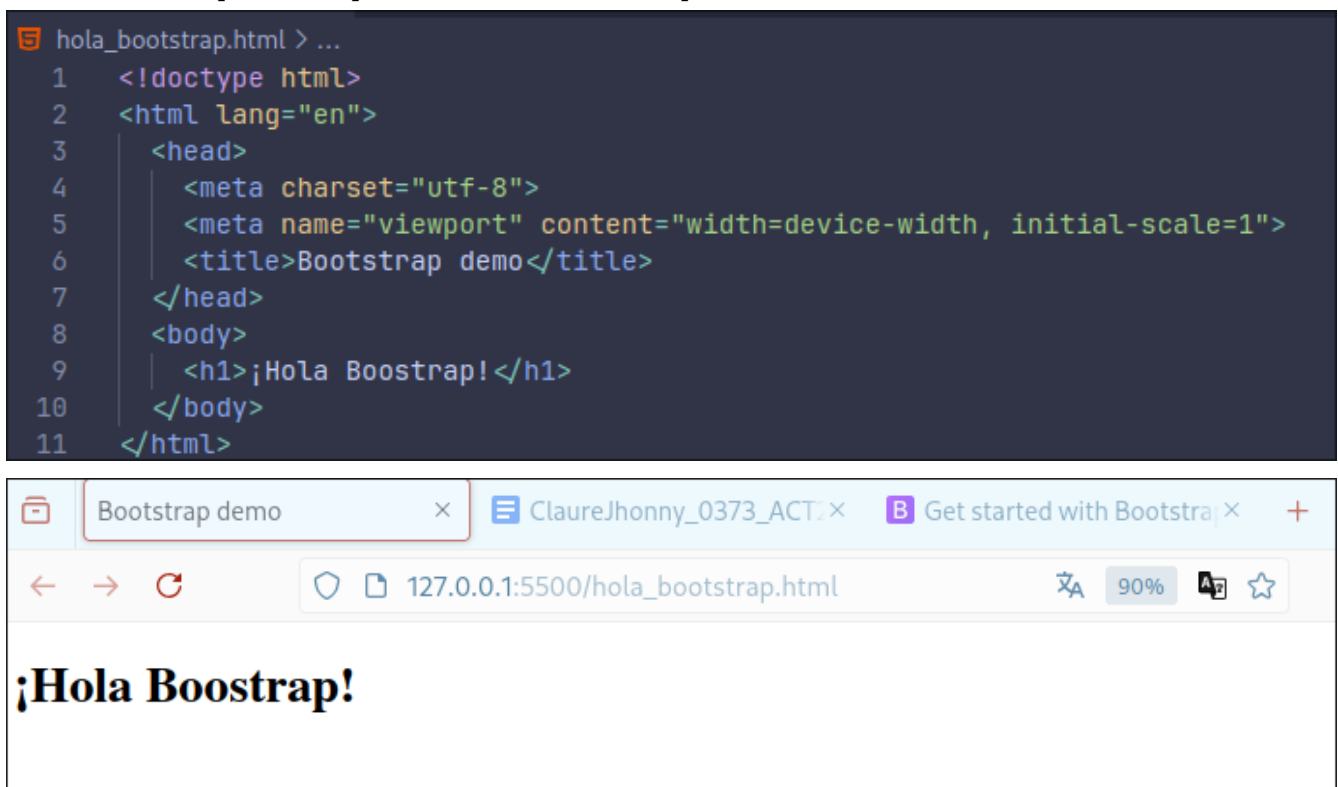 hola_bootstrap.html > ...
1 <!doctype html>
2 <html lang="en">
3 <head>
4 <meta charset="utf-8">
5 <meta name="viewport" content="width=device-width, initial-scale=1">
6 <title>Bootstrap demo</title>
7 </head>
8 <body>
9 <h1>¡Hola Boostrap!</h1>
10 </body>
11 </html>
Bootstrap demo × ClaureJhonny_0373_ACT × B Get started with Bootstra × +
127.0.0.1:5500/hola_bootstrap.html 90%
¡Hola Boostrap!